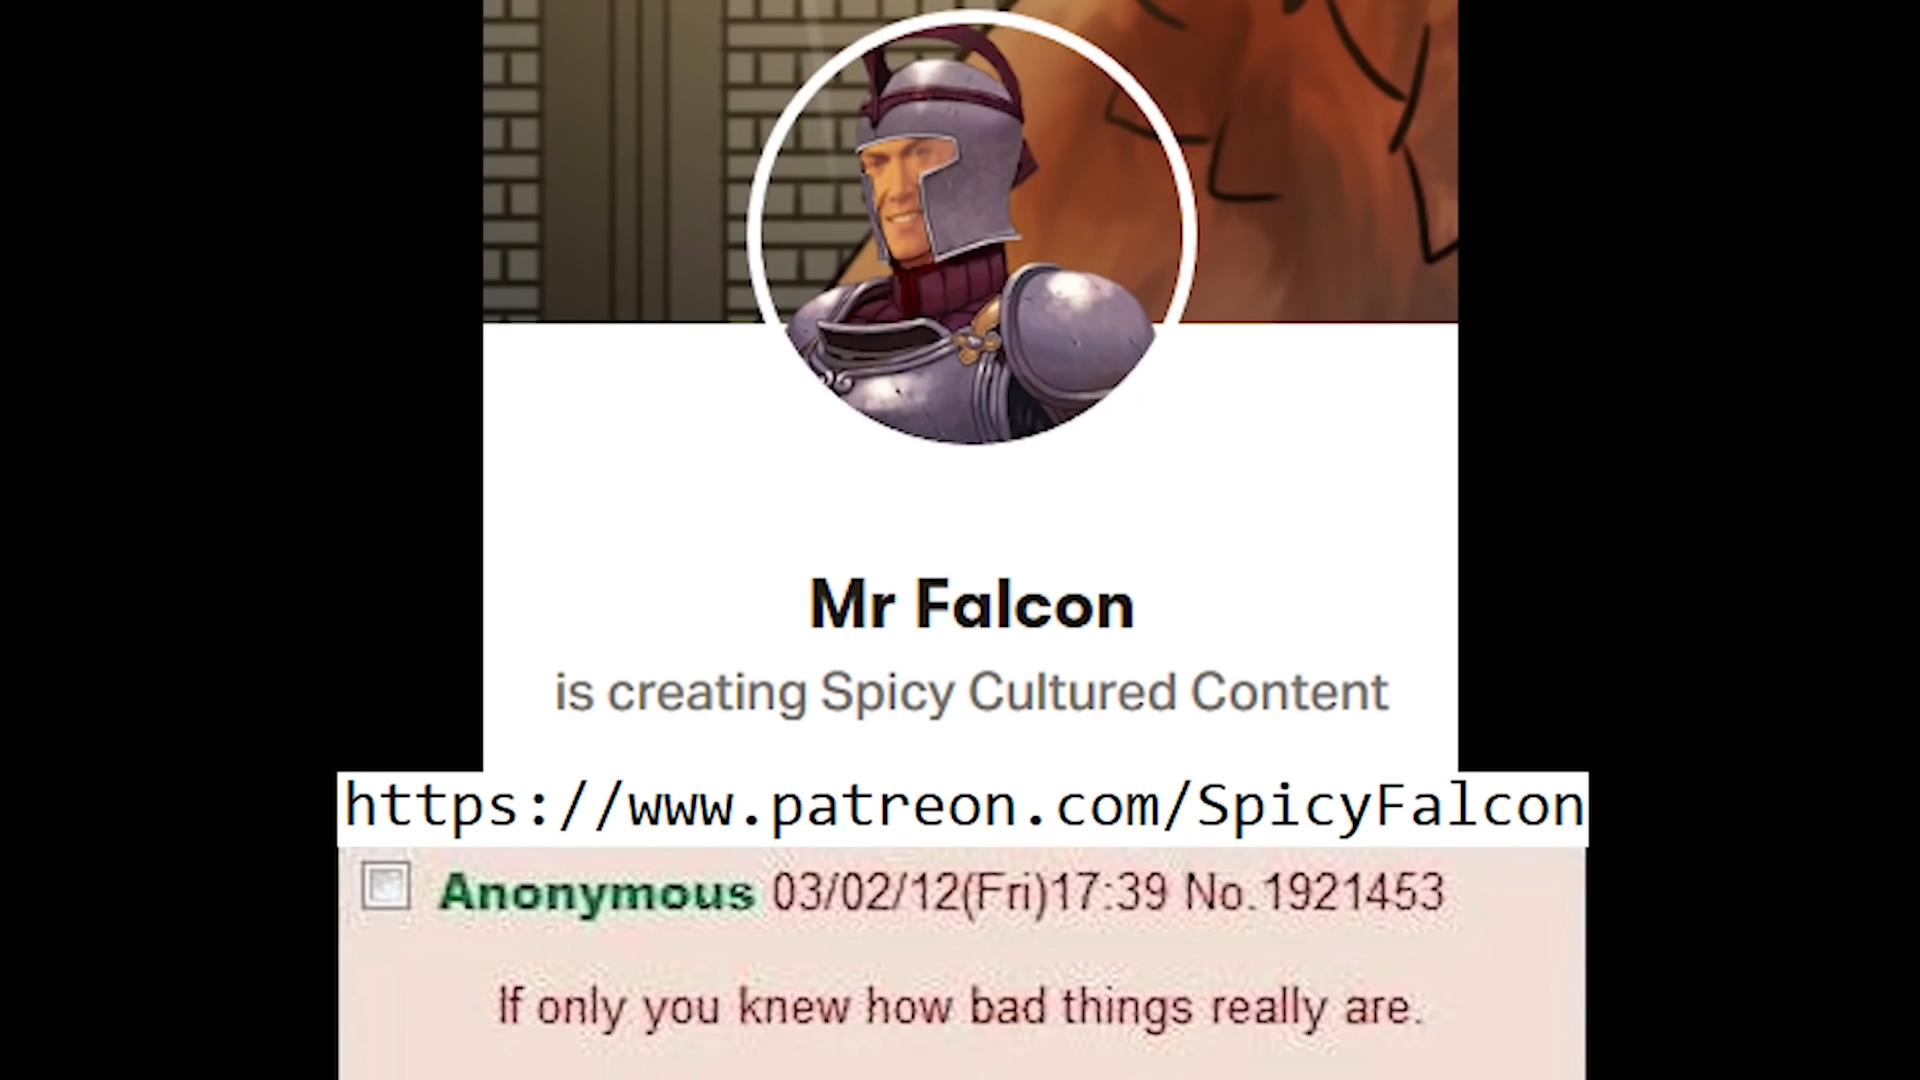 Mr Falcon
is creating Spicy Cultured Content
https://www.patreon.com/SpicyFalcon
Anonymous 03/02/12(Fri)17:39 No.1921453
If only you knew how bad things really are.